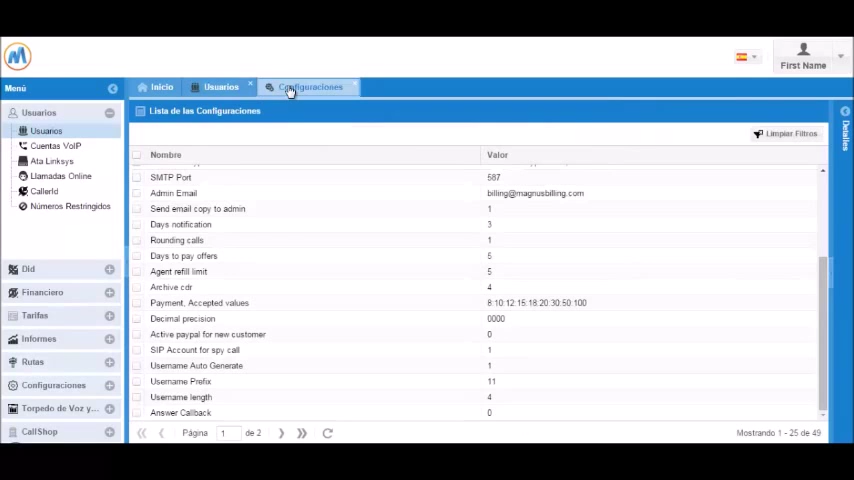 First Name
Menú
Inicio
Usuarios
Configuraciones
Usuarios
Usuarios
Cuentas VoIP
Ata Linksys
Llamadas Online
CallerId
Números Restringidos
Did
Financiero
Tarifas
Informes
Rutas
Configuraciones
Torpedo de Voz y...
CallShop
Lista de las Configuraciones
Detalles
Limpiar Filtros
Nombre Valor
SMTP Port 587
Admin Email billing@magnusbilling.com
Send email copy to admin 1
Days notification 3
Rounding calls 1
Days to pay offers 5
Agent refill limit 5
Archive cdr 4
Payment, Accepted values 8:10:12:15:18:20:30:50:100
Decimal precision 0000
Active paypal for new customer 0
SIP Account for spy call 1
Username Auto Generate 1
Username Prefix 11
Username length 4
Answer Callback 0
Página 1 de 2
Mostrando 1 - 25 de 49